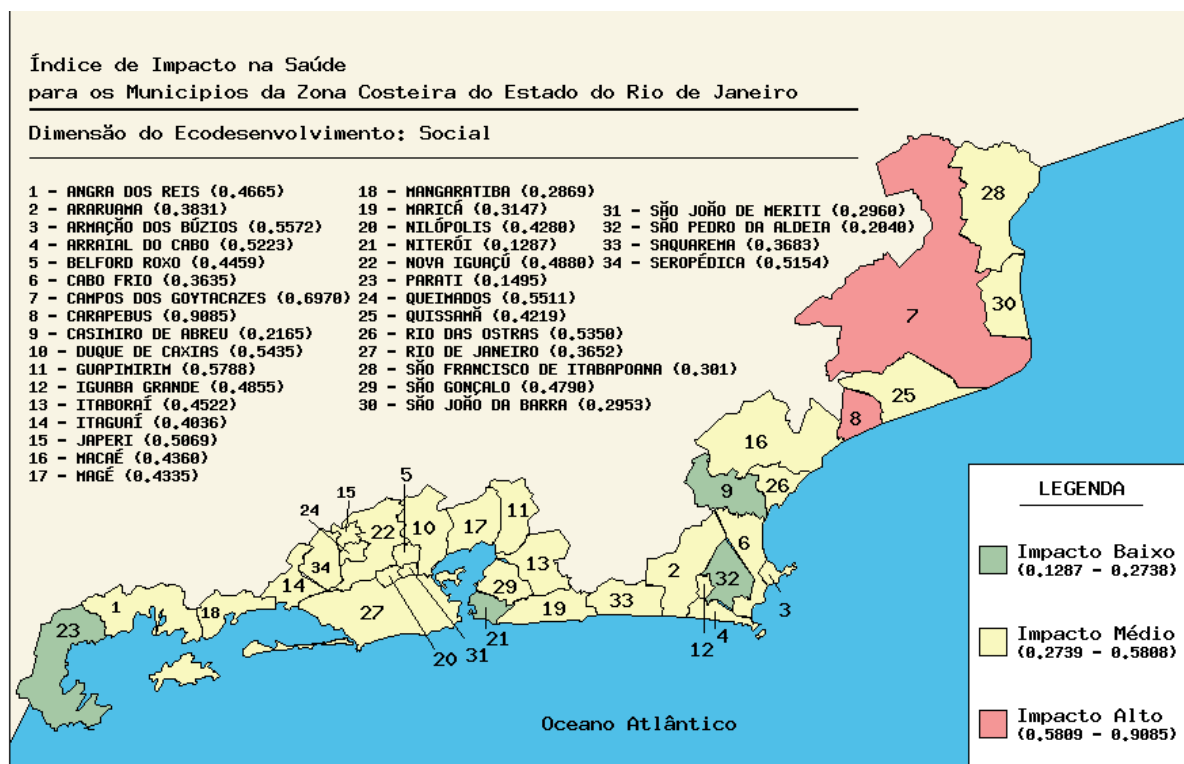 Índice de Impacto na Saúde
para os Municipios da Zona Costeira do Estado do Rio de Janeiro
Dimensão do Ecodesenvolvimento: Social
1 - ANGRA DOS REIS (0.4665)
2 - ARARUAMA (0.3831)
3 - ARMAÇÃO DOS BÚZIOS (0.5572)
4 - ARRAIAL DO CABO (0.5223)
5 - BELFORD ROXO (0.4459)
6 - CABO FRIO (0.3635)
7 - CAMPOS DOS GOYTACAZES (0.6970)
8 - CARAPEBUS (0.9085)
9 - CASIMIRO DE ABREU (0.2165)
10 - DUQUE DE CAXIAS (0.5435)
11 - GUAPIMIRIM (0.5788)
12 - IGUABA GRANDE (0.4855)
13 - ITABORAÍ (0.4522)
14 - ITAGUAÍ (0.4036)
15 - JAPERI (0.5069)
16 - MACAÉ (0.4360)
17 - MAGÉ (0.4335)
18 - MANGARATIBA (0.2869)
19 - MARICÁ (0.3147)
20 - NILÓPOLIS (0.4280)
21 - NITERÓI (0.1287)
22 - NOVA IGUAÇÚ (0.4880)
23 - PARATI (0.1495)
24 - QUEIMADOS (0.5511)
25 - QUISSAMÃ (0.4219)
26 - RIO DAS OSTRAS (0.5350)
27 - RIO DE JANEIRO (0.3652)
28 - SÃO FRANCISCO DE ITABAPOANA (0.301)
29 - SÃO GONÇALO (0.4790)
30 - SÃO JOÃO DA BARRA (0.2953)
31 - SÃO JOÃO DE MERITI (0.2960)
32 - SÃO PEDRO DA ALDEIA (0.2040)
33 - SAQUAREMA (0.3683)
34 - SEROPÉDICA (0.5154)
28
30
7
25
8
16
26
9
5
15
24
22
10
17
11
6
34
13
14
2
32
29
1
18
27
19
33
23
3
21
4
12
20
31
Oceano Atlântico
LEGENDA
Impacto Baixo
(0.1287 - 0.2738)
Impacto Médio
(0.2739 - 0.5808)
Impacto Alto
(0.5809 - 0.9085)